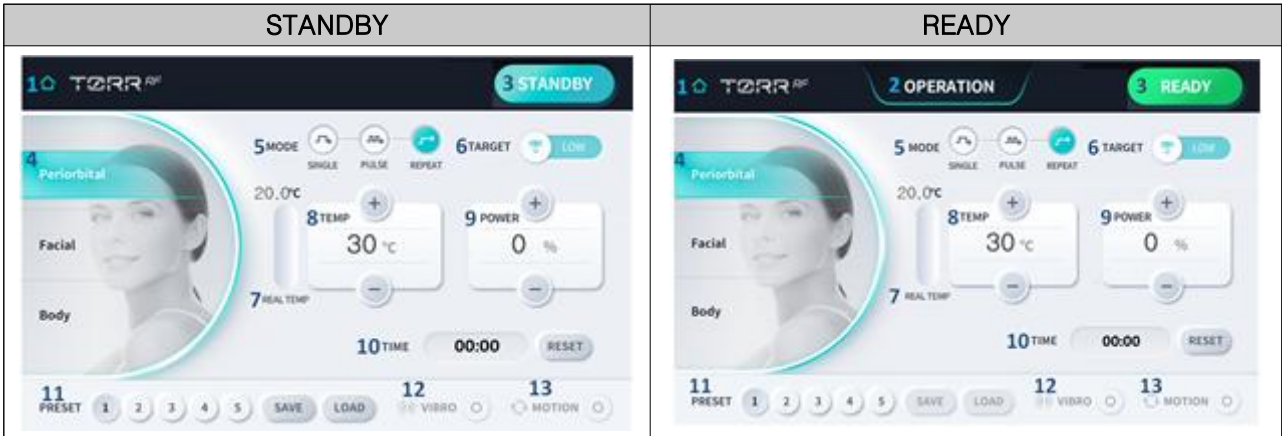 STANDBY
READY
1 TØRR RF
3 STANDBY
4
Periorbital
Facial
Body
5 MODE
SINGLE PULSE REPEAT
6 TARGET LOW
20.0℃
8 TEMP
+
30 ℃
−
7 REAL TEMP
9 POWER
+
0 %
−
10 TIME 00:00 RESET
11
PRESET 1 2 3 4 5 SAVE LOAD
12
VIBRO
13
MOTION
1 TØRR RF
2 OPERATION
3 READY
4
Periorbital
Facial
Body
5 MODE
SINGLE PULSE REPEAT
6 TARGET LOW
20.0℃
8 TEMP
+
30 ℃
−
7 REAL TEMP
9 POWER
+
0 %
−
10 TIME 00:00 RESET
11
PRESET 1 2 3 4 5 SAVE LOAD
12
VIBRO
13
MOTION